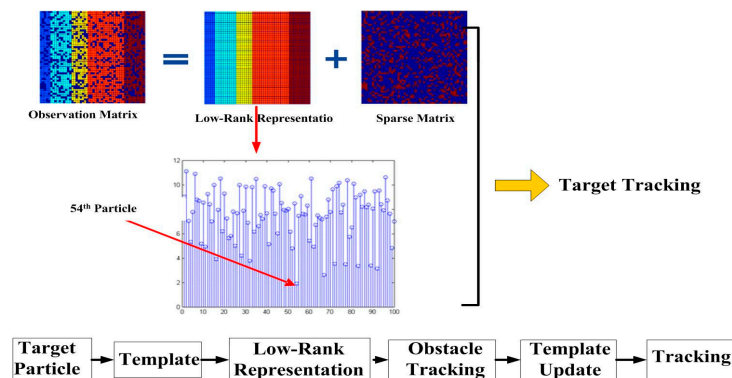 Observation Matrix
=
Low-Rank Representatio
+
Sparse Matrix
12
10
8
6
4
2
0
0 10 20 30 40 50 60 70 80 90 100
54th Particle
Target Tracking
Target Particle
Template
Low-Rank Representation
Obstacle Tracking
Template Update
Tracking